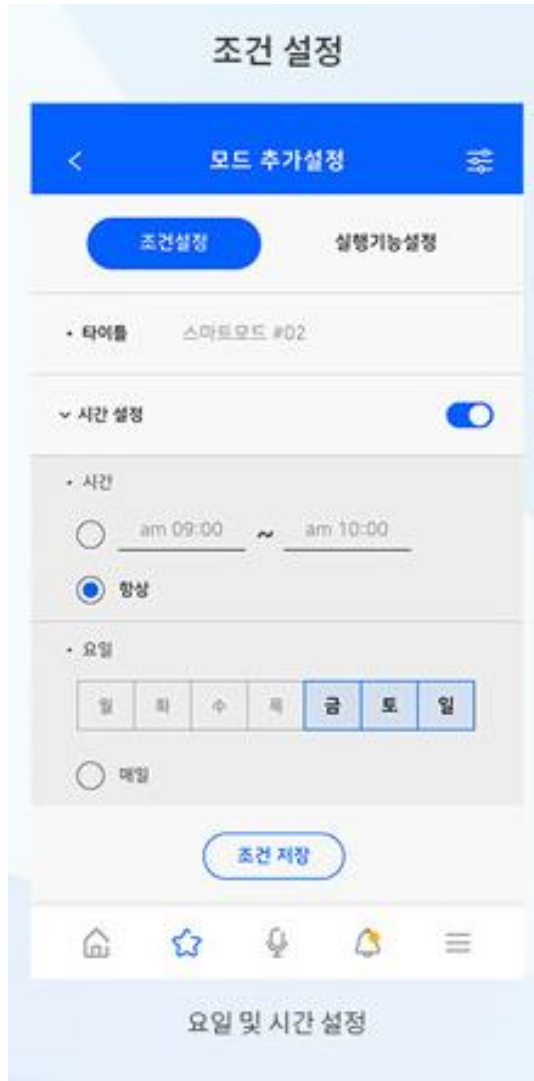 조건 설정
모드 추가설정
조건설정 실행기능설정
• 타이틀 스마트모드 #02
시간 설정
• 시간
am 09:00 ~ am 10:00
항상
• 요일
월 화 수 목 금 토 일
매일
조건 저장
요일 및 시간 설정